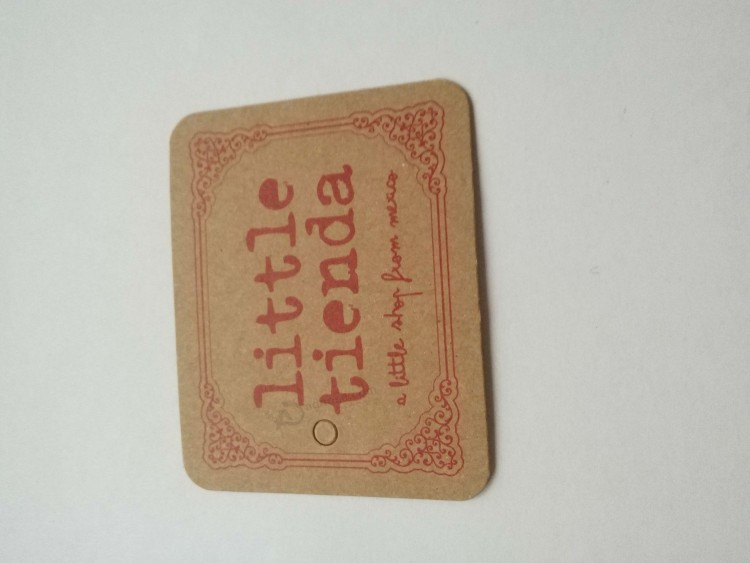 little
tienda
a little shop from mexico